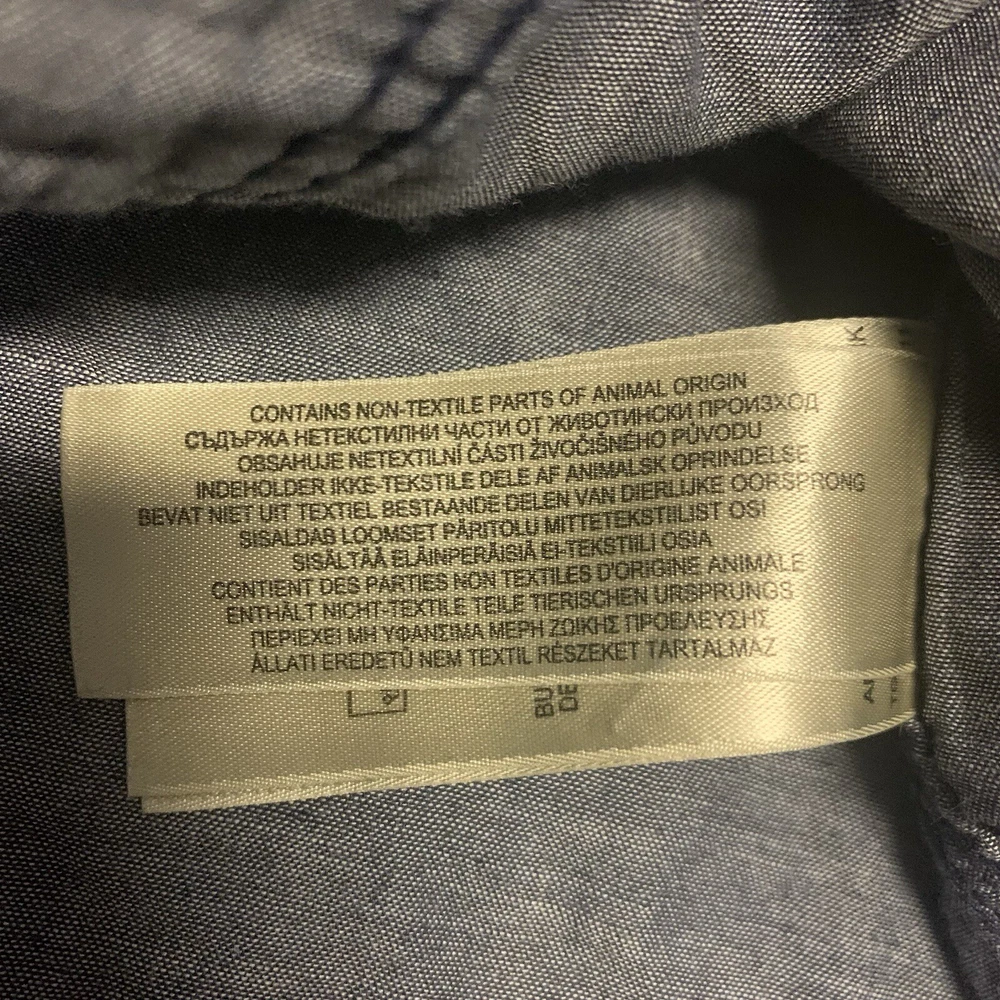 CONTAINS NON-TEXTILE PARTS OF ANIMAL ORIGIN
СЪДЪРЖА НЕТЕКСТИЛНИ ЧАСТИ ОТ ЖИВОТИНСКИ ПРОИЗХОД
OBSAHUJE NETEXTILNÍ ČÁSTI ŽIVOČIŠNÉHO PŮVODU
INDEHOLDER IKKE-TEKSTILE DELE AF ANIMALSK OPRINDELSE
BEVAT NIET UIT TEXTIEL BESTAANDE DELEN VAN DIERLIJKE OORSPRONG
SISALDAB LOOMSET PÄRITOLU MITTETEKSTIILIST OSI
SISÄLTÄÄ ELÄINPERÄISIÄ EI-TEKSTIILI OSIA
CONTIENT DES PARTIES NON TEXTILES D'ORIGINE ANIMALE
ENTHÄLT NICHT-TEXTILE TEILE TIERISCHEN URSPRUNGS
ΠΕΡΙΕΧΕΙ ΜΗ ΥΦΑΝΣΙΜΑ ΜΕΡΗ ΖΩΙΚΗΣ ΠΡΟΕΛΕΥΣΗΣ
ÁLLATI EREDETŰ NEM TEXTIL RÉSZEKET TARTALMAZ
K
BU
DE